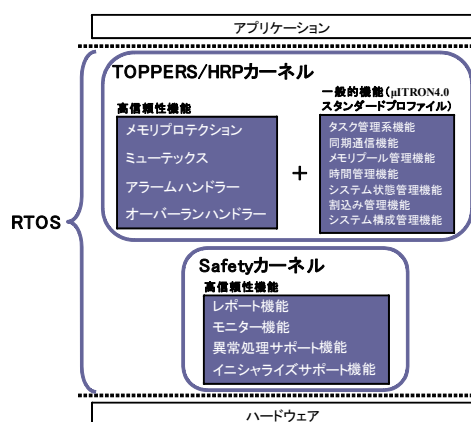 アプリケーション
TOPPERS/HRPカーネル
高信頼性機能
メモリプロテクション
ミューテックス
アラームハンドラー
オーバーランハンドラー
+
一般的機能(μITRON4.0
スタンダードプロファイル)
タスク管理系機能
同期通信機能
メモリプール管理機能
時間管理機能
システム状態管理機能
割込み管理機能
システム構成管理機能
RTOS
Safetyカーネル
高信頼性機能
レポート機能
モニター機能
異常処理サポート機能
イニシャライズサポート機能
ハードウェア